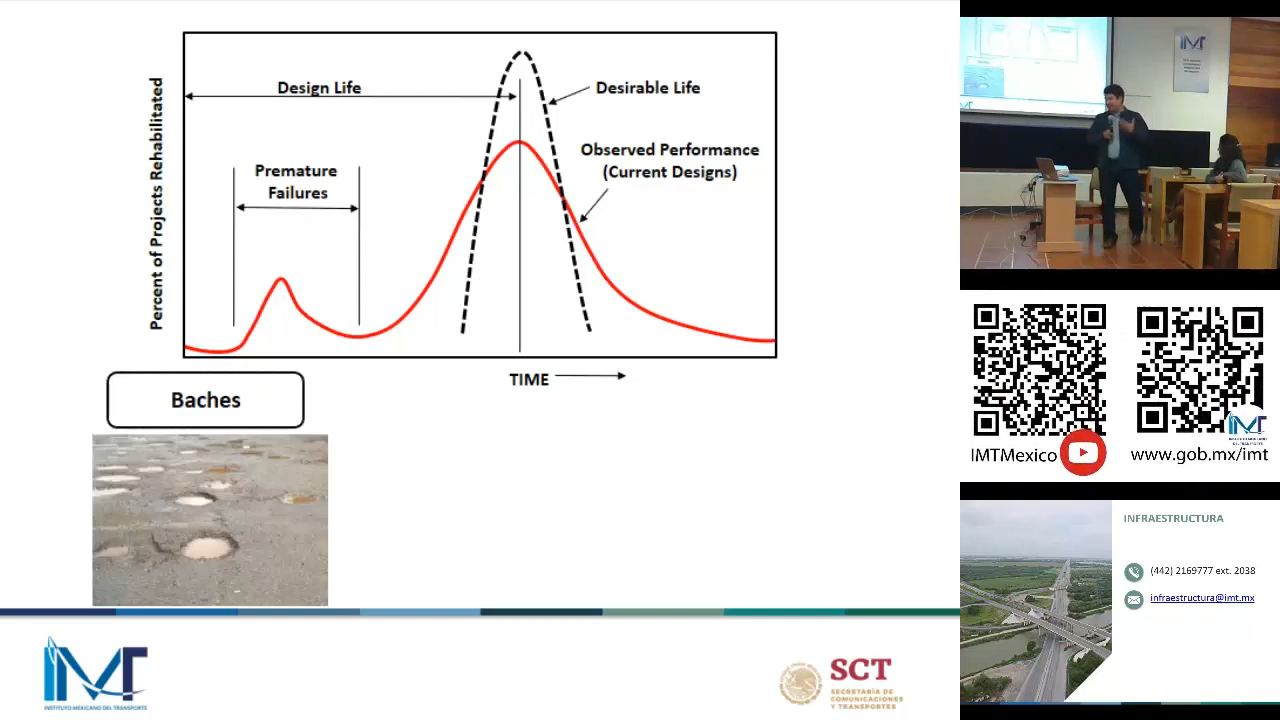 Percent of Projects Rehabilitated
Design Life
Desirable Life
Premature
Failures
Observed Performance
(Current Designs)
TIME
Baches
IMT
INSTITUTO MEXICANO DEL TRANSPORTE
SCT
SECRETARÍA DE
COMUNICACIONES
Y TRANSPORTES
IMT
IMTMexico
IMT
www.gob.mx/imt
INFRAESTRUCTURA
(442) 2169777 ext. 2038
infraestructura@imt.mx